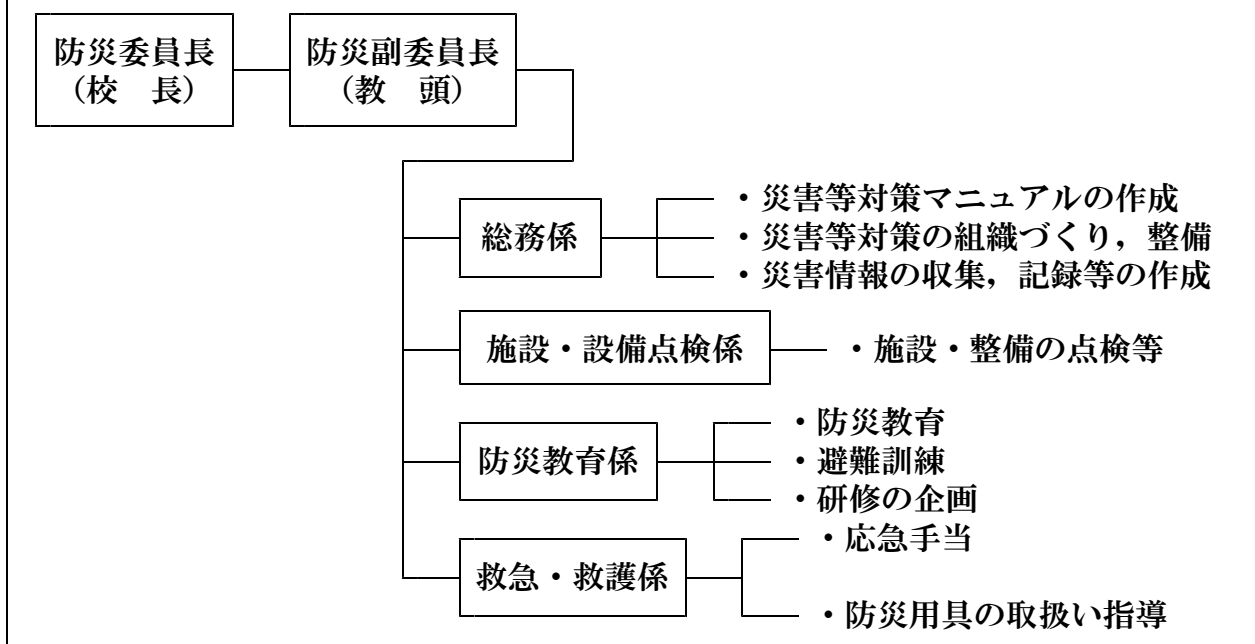 防災委員長
（校　長）
防災副委員長
（教　頭）
総務係
・災害等対策マニュアルの作成
・災害等対策の組織づくり，整備
・災害情報の収集，記録等の作成
施設・設備点検係
・施設・整備の点検等
防災教育係
・防災教育
・避難訓練
・研修の企画
救急・救護係
・応急手当
・防災用具の取扱い指導